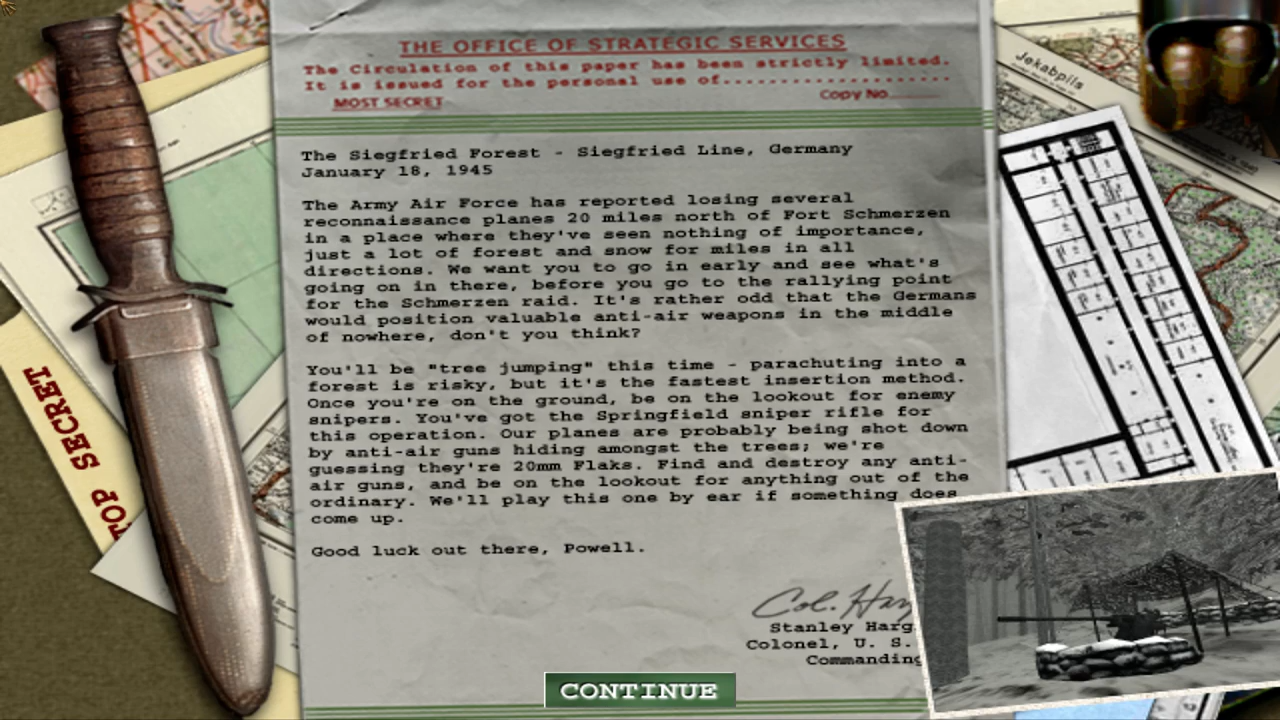 THE OFFICE OF STRATEGIC SERVICES
The Circulation of this paper has been strictly limited.
It is issued for the personal use of.....................
MOST SECRET
Copy No.........
The Siegfried Forest - Siegfried Line, Germany
January 18, 1945
The Army Air Force has reported losing several
reconnaissance planes 20 miles north of Fort Schmerzen
in a place where they've seen nothing of importance,
just a lot of forest and snow for miles in all
directions. We want you to go in early and see what's
going on in there, before you go to the rallying point
for the Schmerzen raid. It's rather odd that the Germans
would position valuable anti-air weapons in the middle
of nowhere, don't you think?
You'll be "tree jumping" this time - parachuting into a
forest is risky, but it's the fastest insertion method.
Once you're on the ground, be on the lookout for enemy
snipers. You've got the Springfield sniper rifle for
this operation. Our planes are probably being shot down
by anti-air guns hiding amongst the trees; we're
guessing they're 20mm Flaks. Find and destroy any anti-
air guns, and be on the lookout for anything out of the
ordinary. We'll play this one by ear if something does
come up.
Good luck out there, Powell.
Col. Har
Stanley Harg
Colonel, U. S.
Commanding
CONTINUE
TOP SECRET
Jekabpils